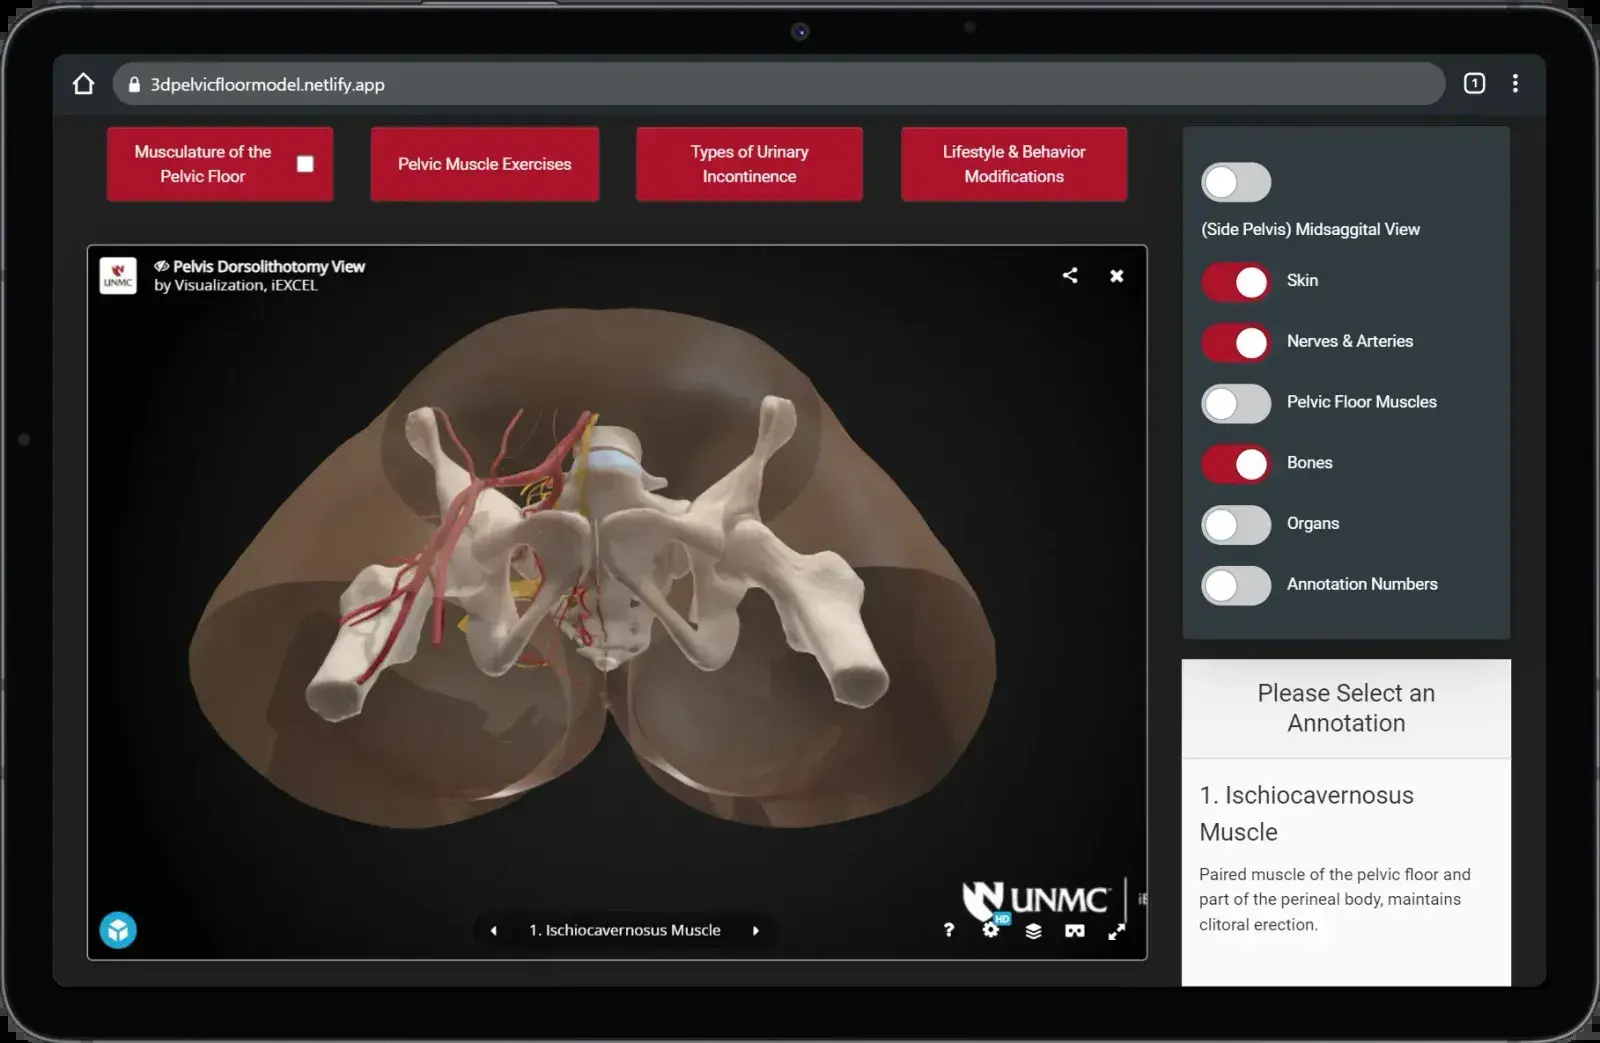 3dpelvicfloormodel.netlify.app
1
Musculature of the
Pelvic Floor
Pelvic Muscle Exercises
Types of Urinary
Incontinence
Lifestyle & Behavior
Modifications
UNMC
Pelvis Dorsolithotomy View
by Visualization, iEXCEL
(Side Pelvis) Midsaggital View
Skin
Nerves & Arteries
Pelvic Floor Muscles
Bones
Organs
Annotation Numbers
UNMC
1. Ischiocavernosus Muscle
?
HD
Please Select an
Annotation
1. Ischiocavernosus
Muscle
Paired muscle of the pelvic floor and
part of the perineal body, maintains
clitoral erection.